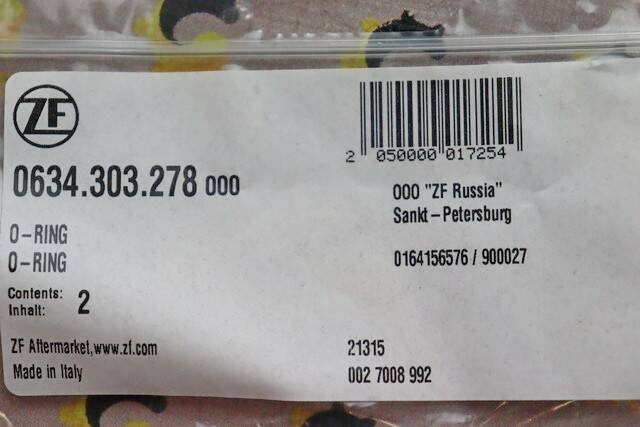 ZF
2 050000 017254
0634.303.278 000
000 "ZF Russia"
Sankt-Petersburg
O-RING
O-RING
0164156576 / 900027
Contents:
Inhalt: 2
ZF Aftermarket,www.zf.com
21315
Made in Italy
002 7008 992